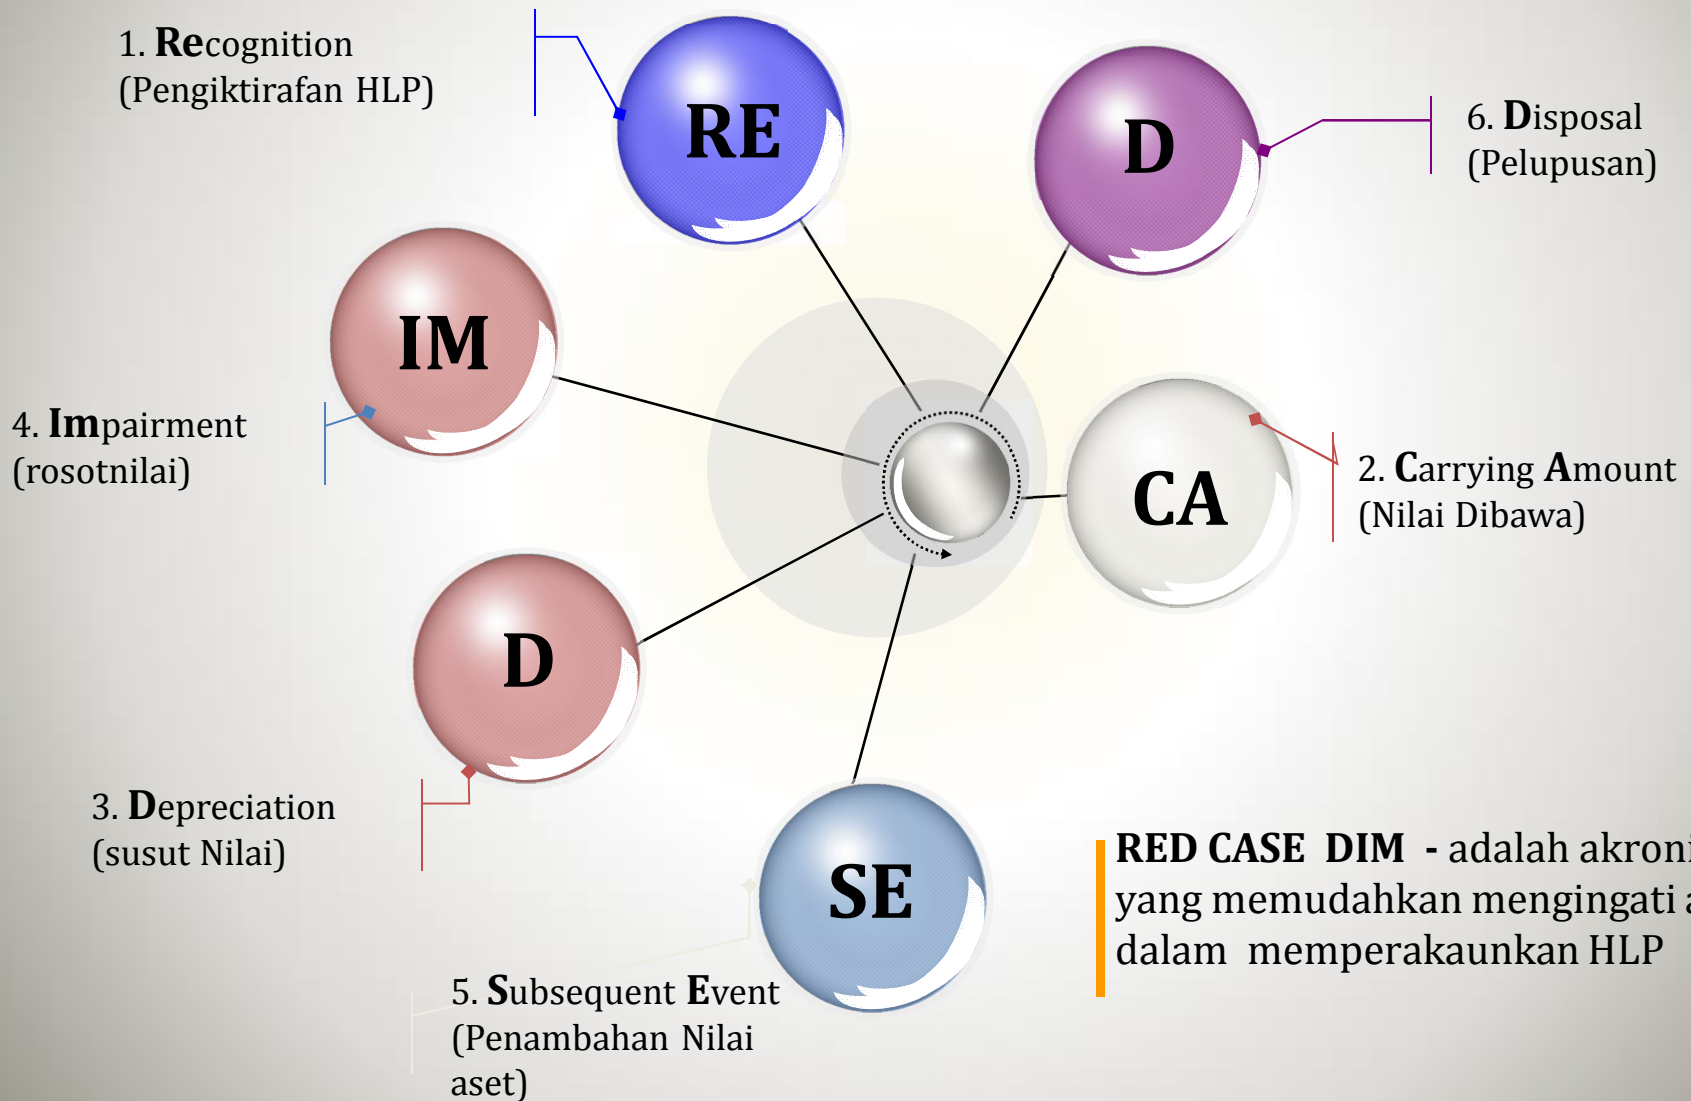 1. Recognition
(Pengiktirafan HLP)
RE
D
6. Disposal
(Pelupusan)
IM
4. Impairment
(rosotnilai)
CA
2. Carrying Amount
(Nilai Dibawa)
D
3. Depreciation
(susut Nilai)
SE
5. Subsequent Event
(Penambahan Nilai
aset)
RED CASE DIM - adalah akroni
yang memudahkan mengingati a
dalam memperakaunkan HLP